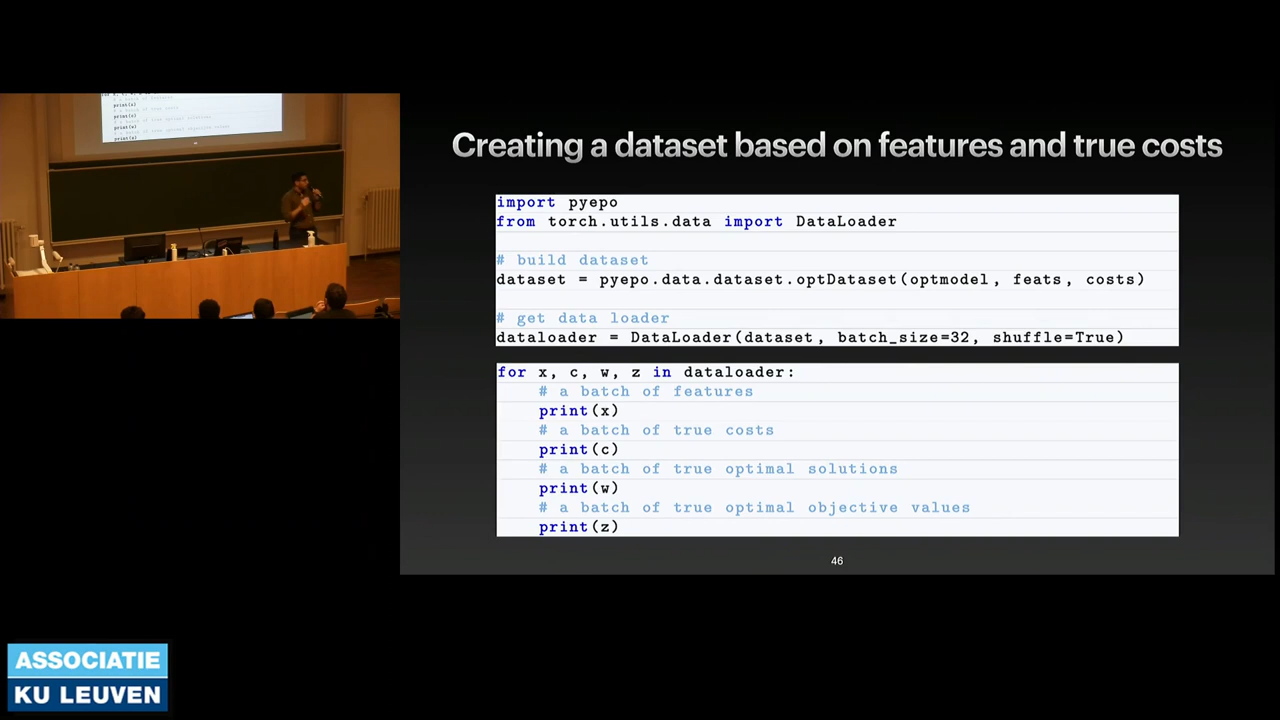 Creating a dataset based on features and true costs
import pyepo
from torch.utils.data import DataLoader
# build dataset
dataset = pyepo.data.dataset.optDataset(optmodel, feats, costs)
# get data loader
dataloader = DataLoader(dataset, batch_size=32, shuffle=True)
for x, c, w, z in dataloader:
# a batch of features
print(x)
# a batch of true costs
print(c)
# a batch of true optimal solutions
print(w)
# a batch of true optimal objective values
print(z)
46
ASSOCIATIE
KU LEUVEN